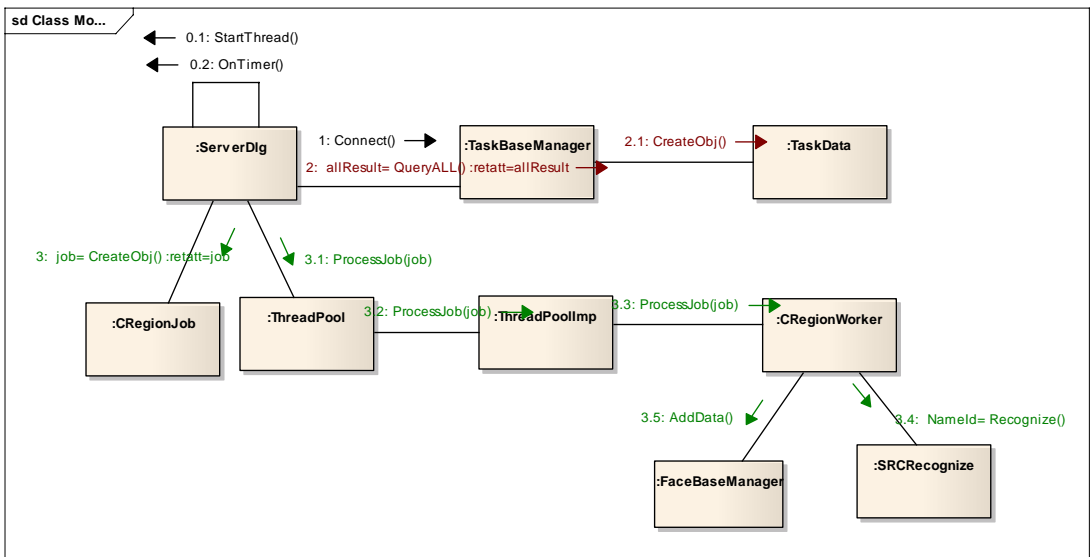 sd Class Mo...
0.1: StartThread()
0.2: OnTimer()
:ServerDlg
1: Connect()
:TaskBaseManager
2.1: CreateObj()
:TaskData
2: allResult= QueryALL() :retatt=allResult
3: job= CreateObj() :retatt=job
3.1: ProcessJob(job)
:CRegionJob
:ThreadPool
3.2: ProcessJob(job)
:ThreadPoolImp
3.3: ProcessJob(job)
:CRegionWorker
3.5: AddData()
3.4: NameId= Recognize()
:FaceBaseManager
:SRCRecognize